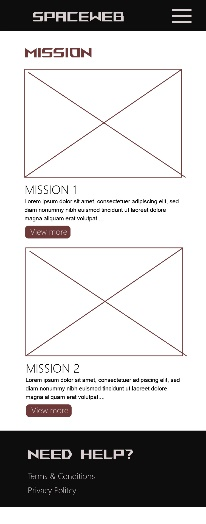 SPACEWEB
MISSION
MISSION 1
Lorem ipsum dolor sit amet, consectetuer adipiscing elit, sed
diam nonummy nibh euismod tincidunt ut laoreet dolore
magna aliquam erat volutpat....
View more
MISSION 2
Lorem ipsum dolor sit amet, consectetuer adipiscing elit, sed
diam nonummy nibh euismod tincidunt ut laoreet dolore
magna aliquam erat volutpat....
View more
NEED HELP?
Terms & Conditions
Privacy Politicy